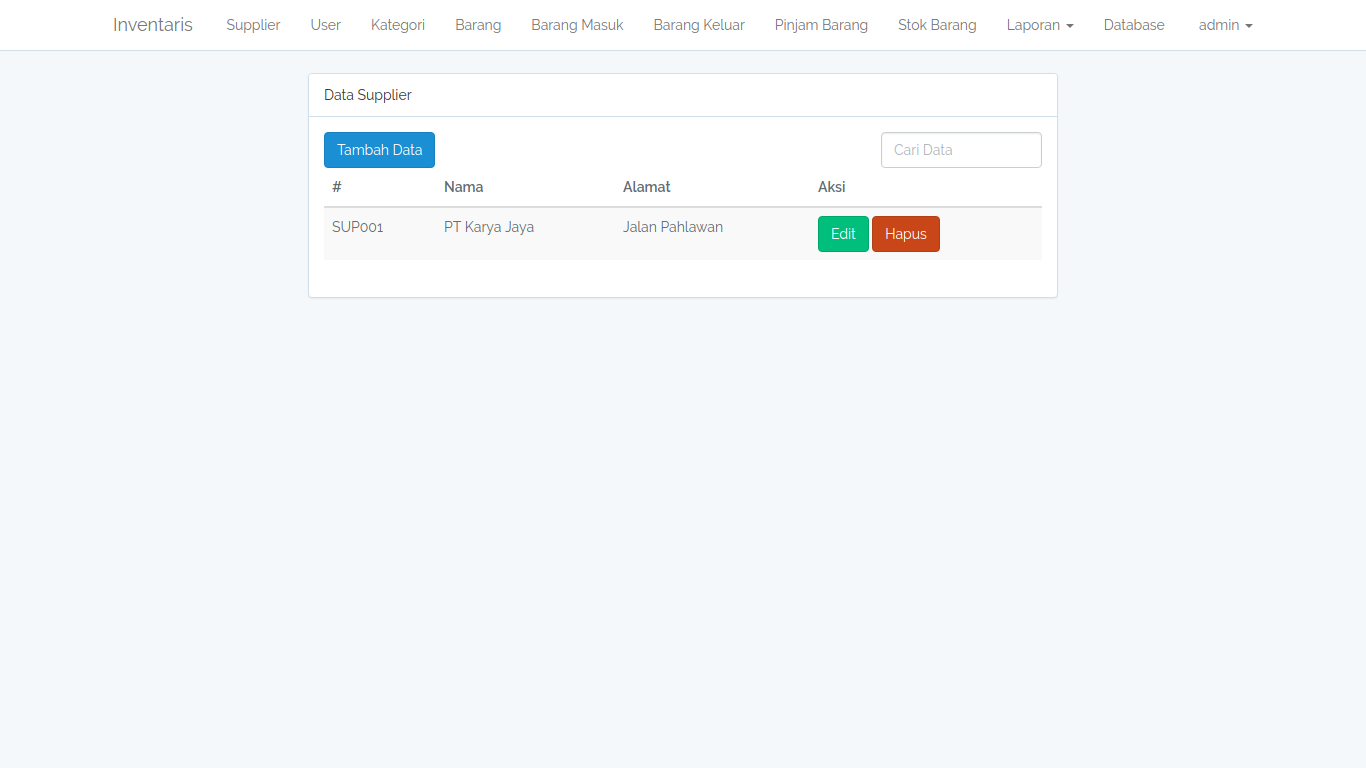 Inventaris Supplier User Kategori Barang Barang Masuk Barang Keluar Pinjam Barang Stok Barang Laporan Database admin
Data Supplier
Tambah Data Cari Data
# Nama Alamat Aksi
SUP001 PT Karya Jaya Jalan Pahlawan Edit Hapus